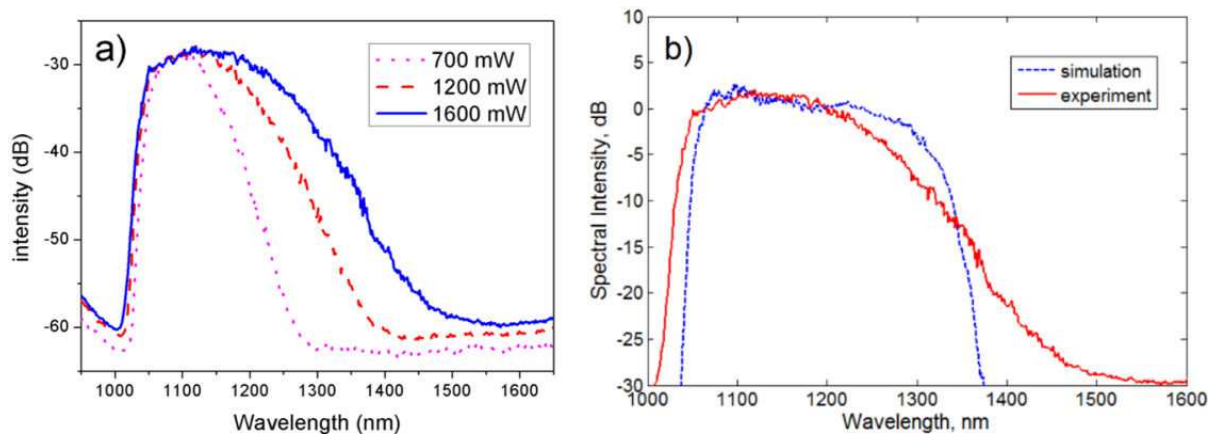 a)
700 mW
1200 mW
1600 mW
intensity (dB)
-30
-40
-50
-60
1000 1100 1200 1300 1400 1500 1600
Wavelength (nm)
b)
simulation
experiment
Spectral Intensity, dB
10
5
0
-5
-10
-15
-20
-25
-30
1000 1100 1200 1300 1400 1500 1600
Wavelength, nm